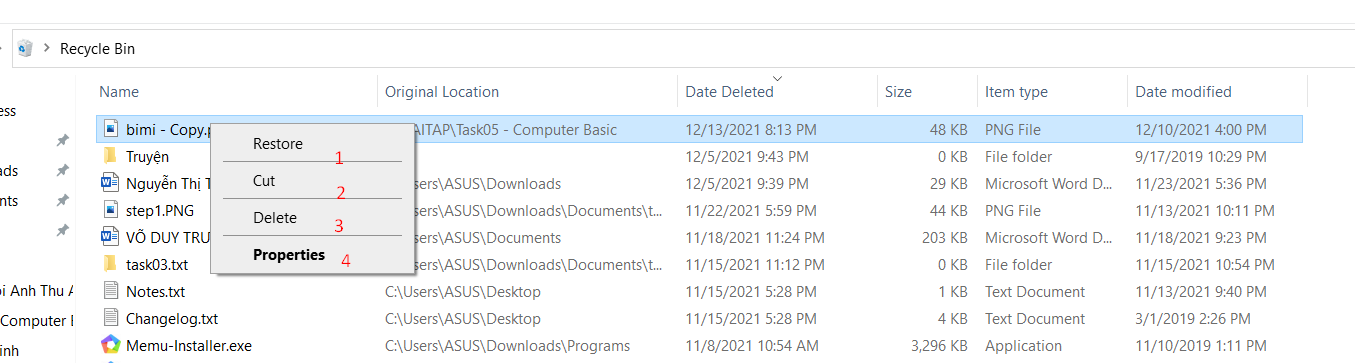 Recycle Bin
Name Original Location Date Deleted Size Item type Date modified
ess
bimi - Copy.p AITAP\Task05 - Computer Basic 12/13/2021 8:13 PM 48 KB PNG File 12/10/2021 4:00 PM
Restore 1
Truyện 12/5/2021 9:43 PM 0 KB File folder 9/17/2019 10:29 PM
ads
Cut 2
Nguyễn Thị T sers\ASUS\Downloads 12/5/2021 9:39 PM 29 KB Microsoft Word D... 11/23/2021 5:36 PM
nts
step1.PNG sers\ASUS\Downloads\Documents\t... 11/22/2021 5:59 PM 44 KB PNG File 11/13/2021 10:11 PM
Delete 3
VÕ DUY TRU sers\ASUS\Documents 11/18/2021 11:24 PM 203 KB Microsoft Word D... 11/18/2021 9:23 PM
Properties 4
task03.txt sers\ASUS\Downloads\Documents\t... 11/15/2021 11:12 PM 0 KB File folder 11/15/2021 10:54 PM
ọi Anh Thu A
Notes.txt C:\Users\ASUS\Desktop 11/15/2021 5:28 PM 1 KB Text Document 11/13/2021 9:40 PM
Computer E
Changelog.txt C:\Users\ASUS\Desktop 11/15/2021 5:28 PM 4 KB Text Document 3/1/2019 2:26 PM
inh
Memu-Installer.exe C:\Users\ASUS\Downloads\Programs 11/8/2021 10:54 AM 3,296 KB Application 11/10/2019 1:11 PM